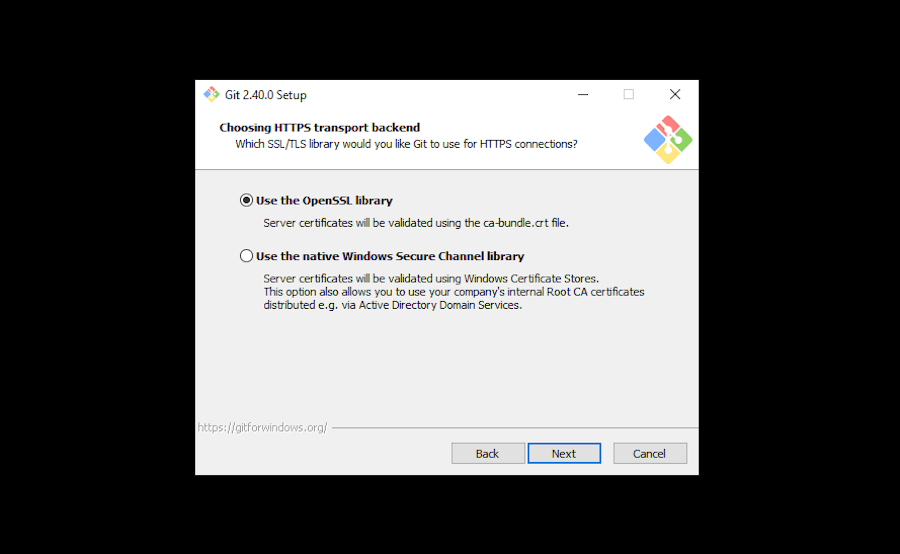 Git 2.40.0 Setup
Choosing HTTPS transport backend
Which SSL/TLS library would you like Git to use for HTTPS connections?
Use the OpenSSL library
Server certificates will be validated using the ca-bundle.crt file.
Use the native Windows Secure Channel library
Server certificates will be validated using Windows Certificate Stores.
This option also allows you to use your company's internal Root CA certificates
distributed e.g. via Active Directory Domain Services.
https://gitforwindows.org/
Back Next Cancel